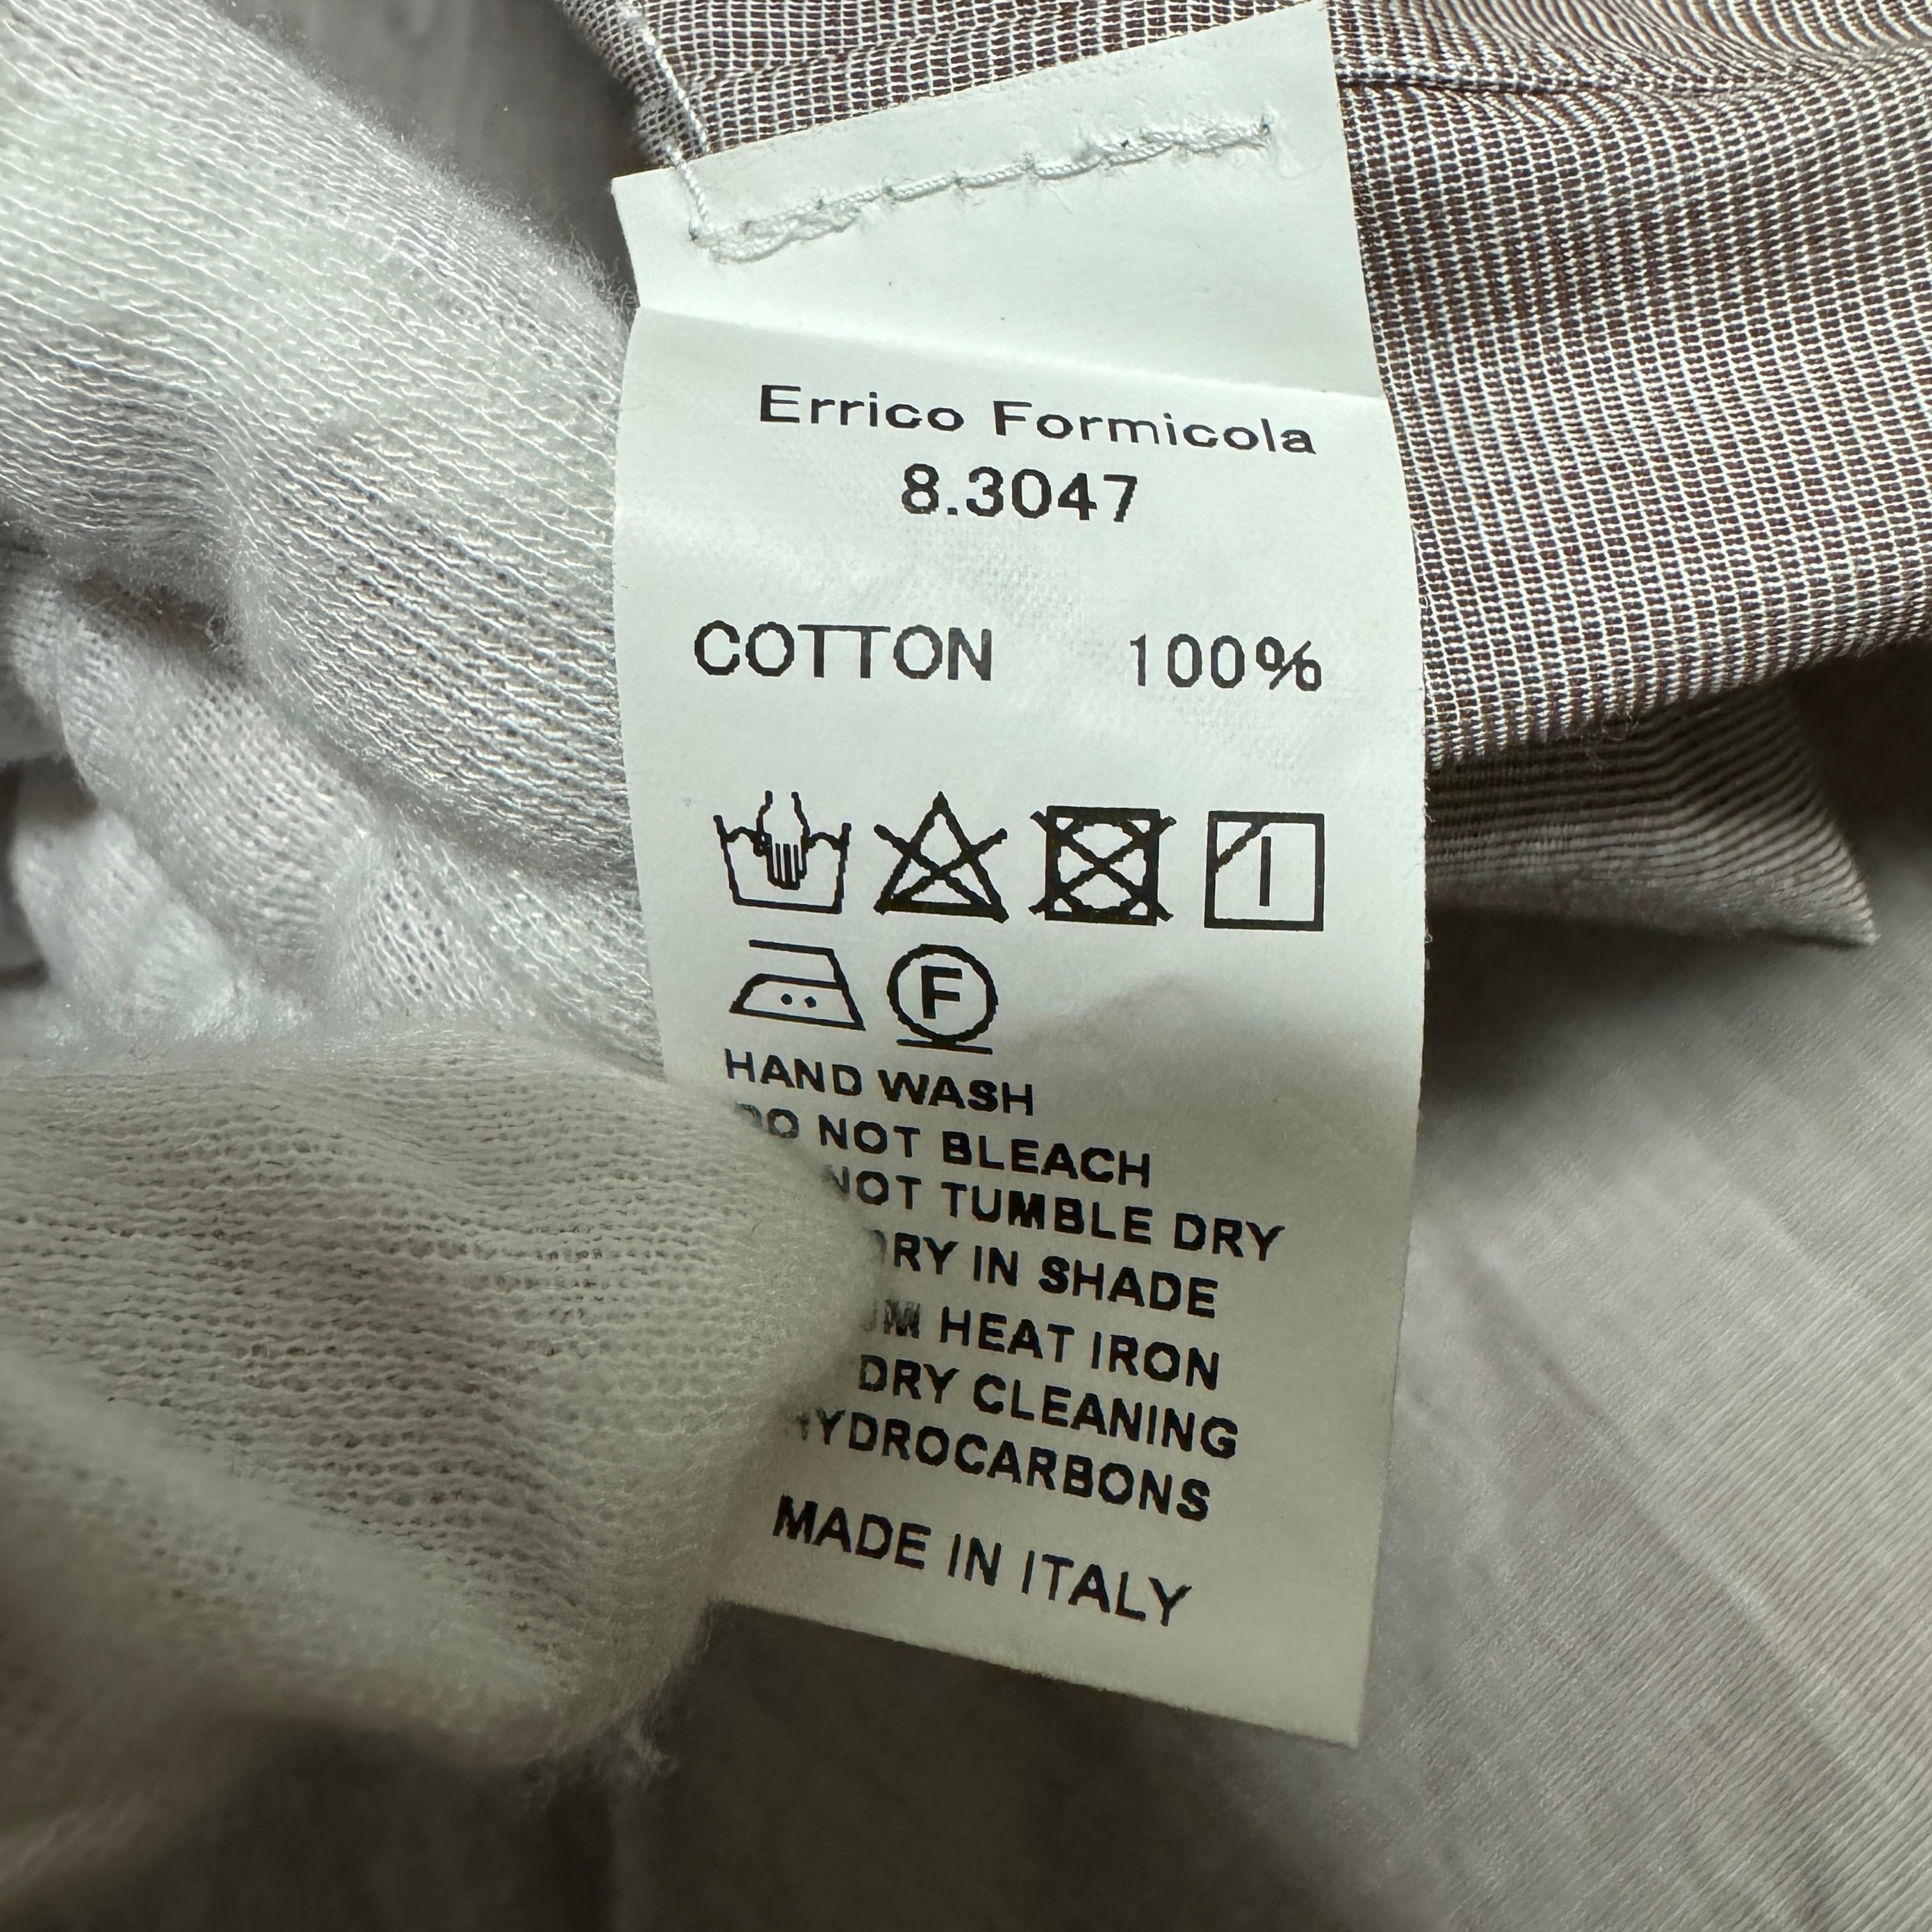 Errico Formicola
8.3047
COTTON 100%
F
HAND WASH
DO NOT BLEACH
NOT TUMBLE DRY
DRY IN SHADE
HEAT IRON
DRY CLEANING
HYDROCARBONS
MADE IN ITALY